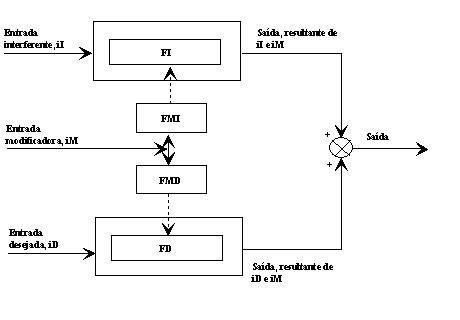 Entrada
interferente, iI
FI
Saída, resultante de
iI e iM
FMI
Entrada
modificadora, iM
+
Saída
+
FMD
Entrada
desejada, iD
FD
Saída, resultante de
iD e iM